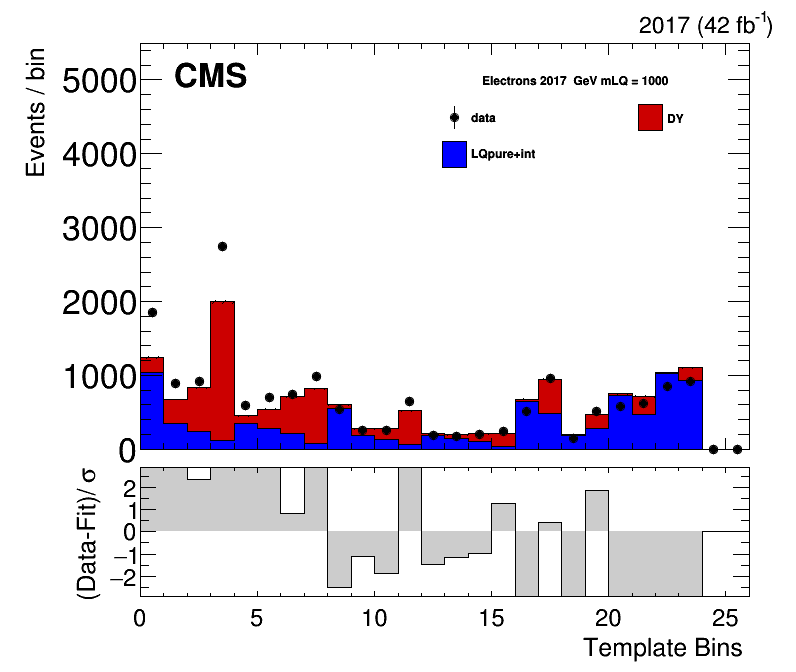 2017 (42 fb-1)
Events / bin
5000
4000
3000
2000
1000
0
CMS
Electrons 2017 GeV mLQ = 1000
data
DY
LQpure+int
(Data-Fit)/ σ
2
1
0
−1
−2
0 5 10 15 20 25
Template Bins